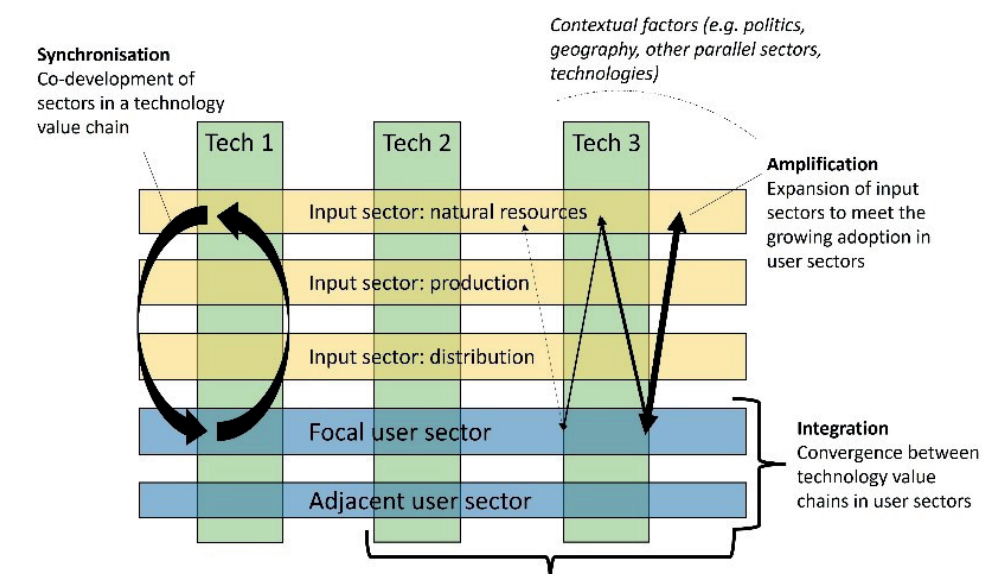 Contextual factors (e.g. politics,
geography, other parallel sectors,
technologies)
Synchronisation
Co-development of
sectors in a technology
value chain
Tech 1
Tech 2
Tech 3
Amplification
Expansion of input
sectors to meet the
growing adoption in
user sectors
Input sector: natural resources
Input sector: production
Input sector: distribution
Focal user sector
Adjacent user sector
Integration
Convergence between
technology value
chains in user sectors